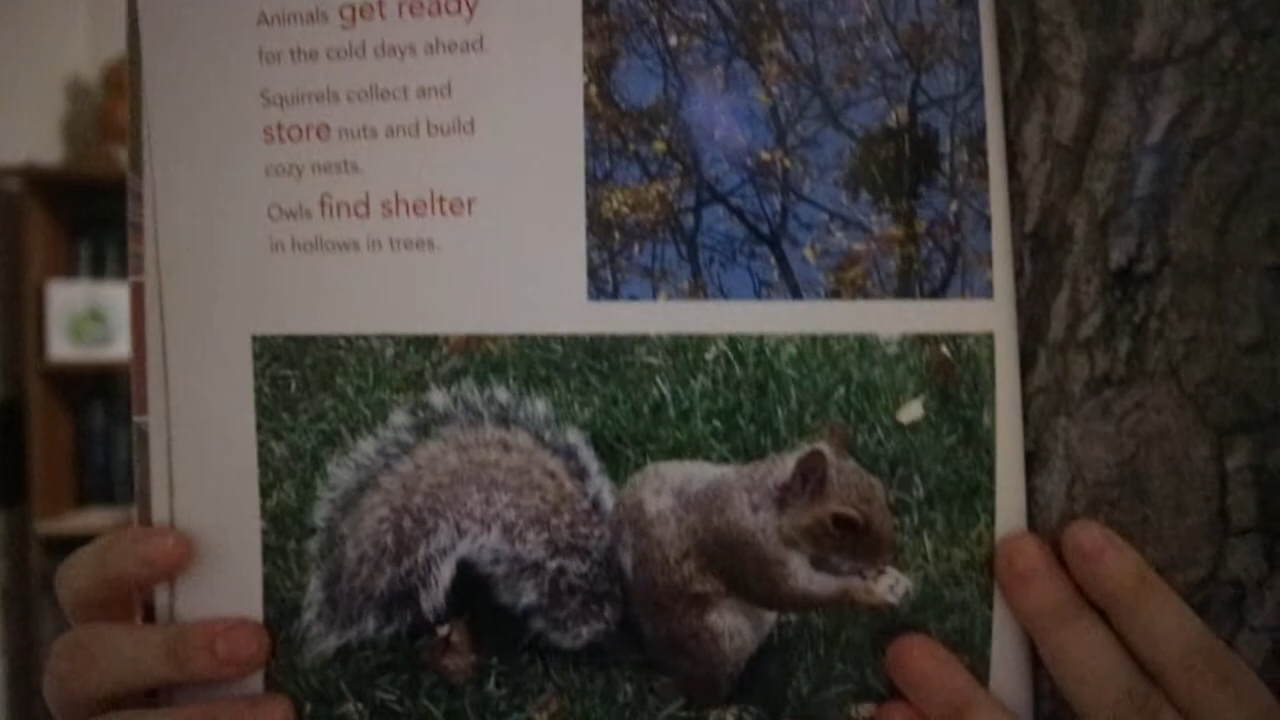 Animals get ready
for the cold days ahead.
Squirrels collect and
store nuts and build
cozy nests.
Owls find shelter
in hollows in trees.